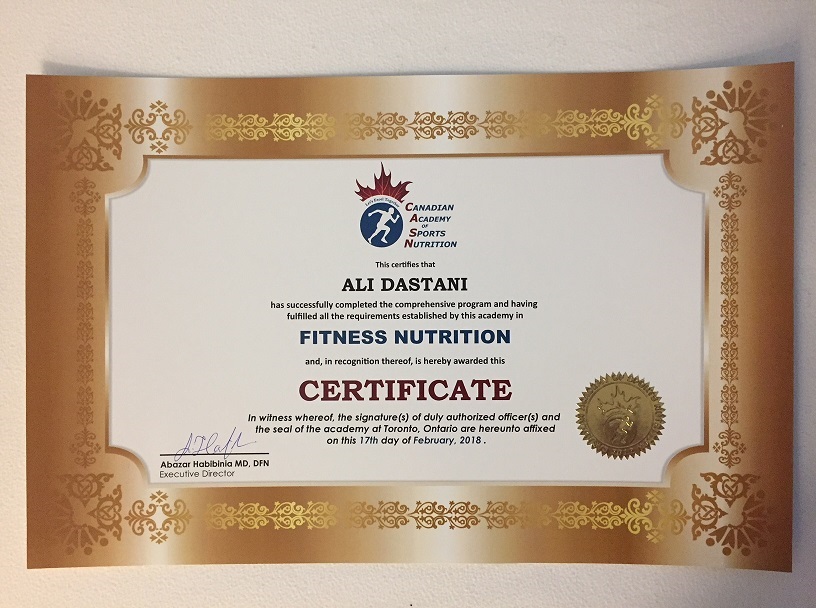 Let's Excel Together
CANADIAN
ACADEMY
OF
SPORTS
NUTRITION
This certifies that
ALI DASTANI
has successfully completed the comprehensive program and having
fulfilled all the requirements established by this academy in
FITNESS NUTRITION
and, in recognition thereof, is hereby awarded this
CERTIFICATE
In witness whereof, the signature(s) of duly authorized officer(s) and
the seal of the academy at Toronto, Ontario are hereunto affixed
on this 17th day of February, 2018 .
Abazar Habibinia MD, DFN
Executive Director